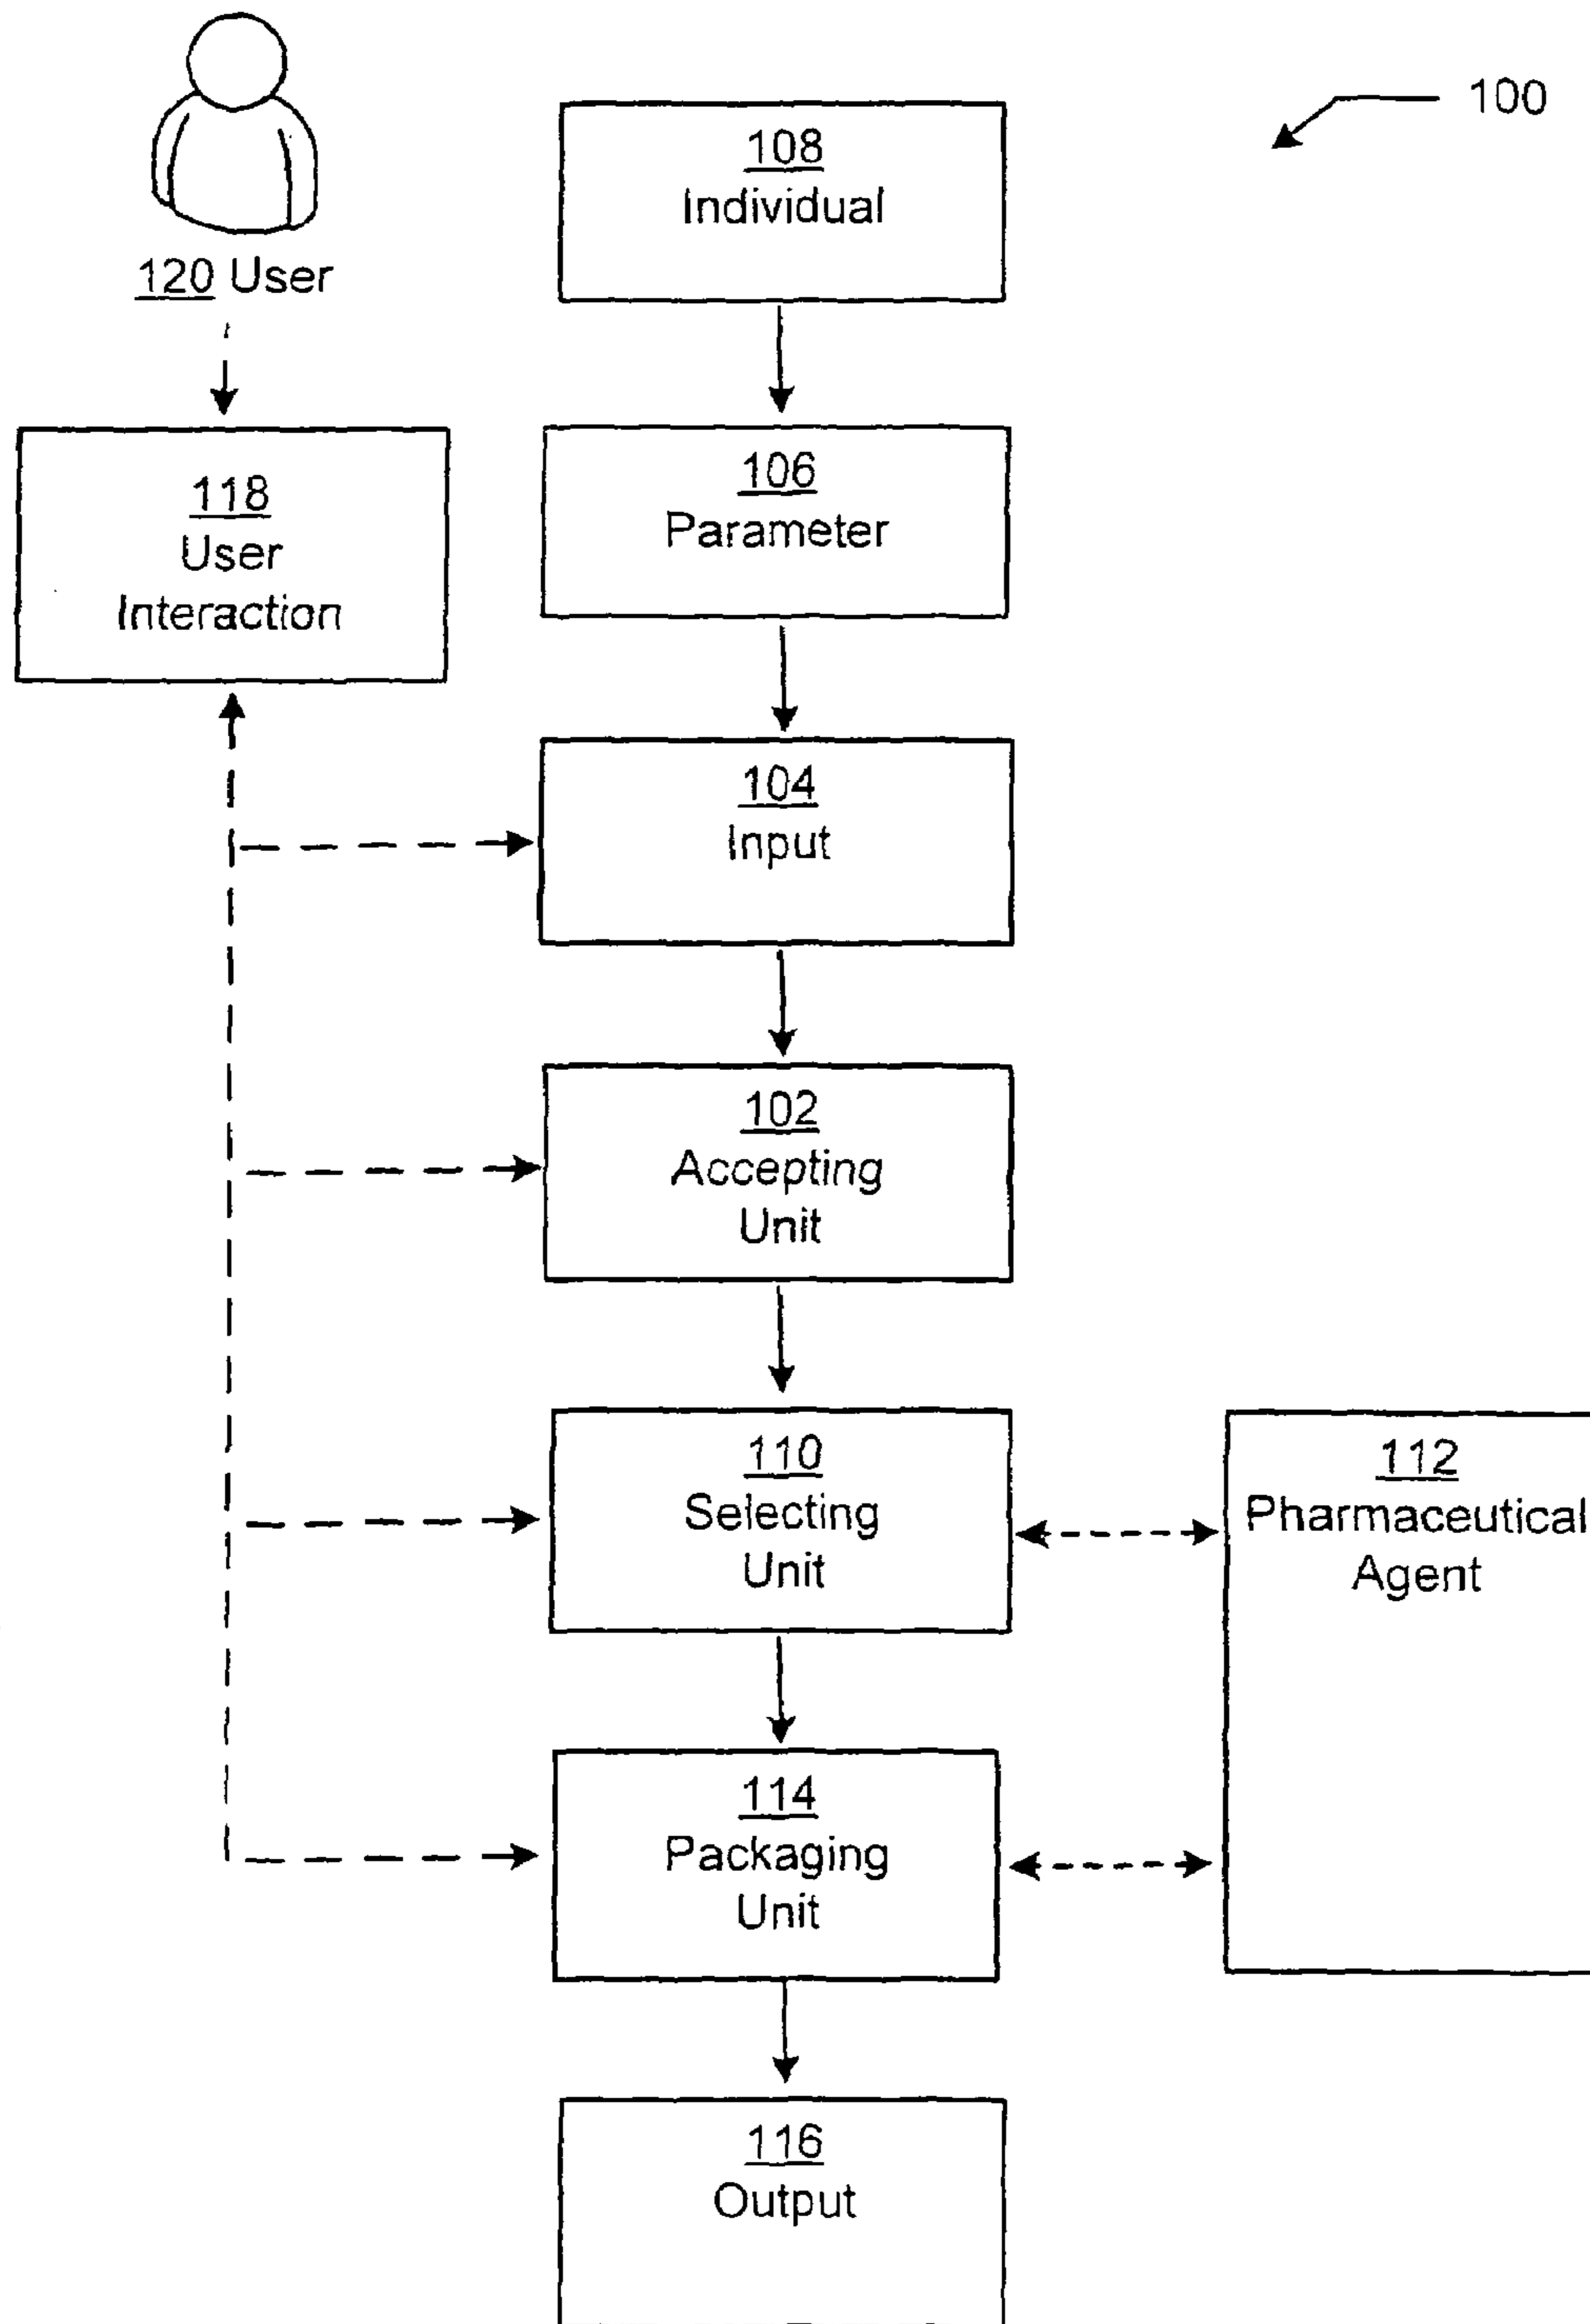 100
108
Individual
120 User
118
User
Interaction
106
Parameter
104
Input
102
Accepting
Unit
110
Selecting
Unit
112
Pharmaceutical
Agent
114
Packaging
Unit
116
Output